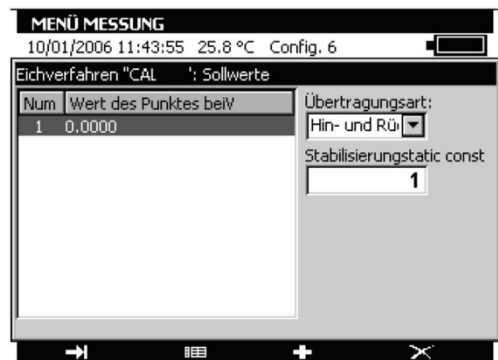 MENÜ MESSUNG
10/01/2006 11:43:55 25.8 °C Config. 6
Eichverfahren "CAL ': Sollwerte
Num Wert des Punktes beiV
1 0.0000
Übertragungsart:
Hin- und Rü
Stabilisierungstatic const
1